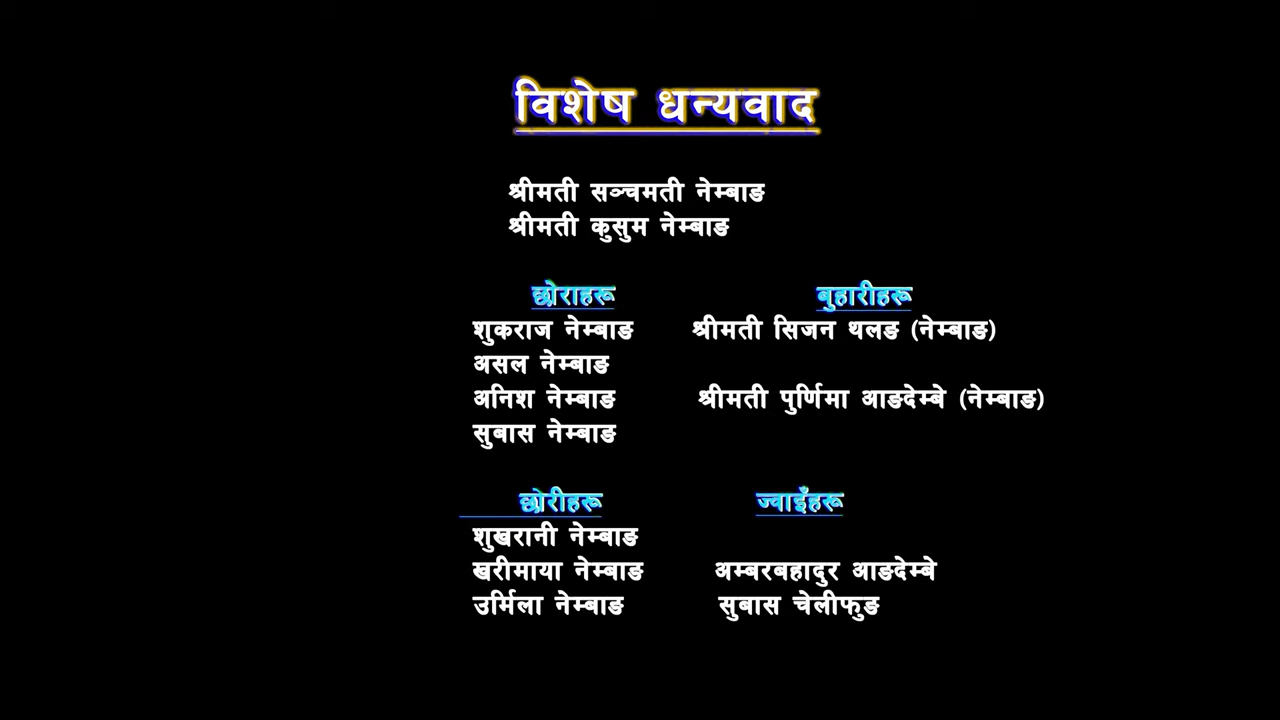 विशेष धन्यवाद
श्रीमती सञ्चमती नेम्बाङ
श्रीमती कुसुम नेम्बाङ
छोराहरू बुहारीहरू
शुकराज नेम्बाङ श्रीमती सिजन थलङ (नेम्बाङ)
असल नेम्बाङ
अनिश नेम्बाङ श्रीमती पुर्णिमा आङदेम्बे (नेम्बाङ)
सुबास नेम्बाङ
छोरीहरू ज्वाइँहरू
शुखरानी नेम्बाङ
खरीमाया नेम्बाङ अम्बरबहादुर आङदेम्बे
उर्मिला नेम्बाङ सुबास चेलीफुङ